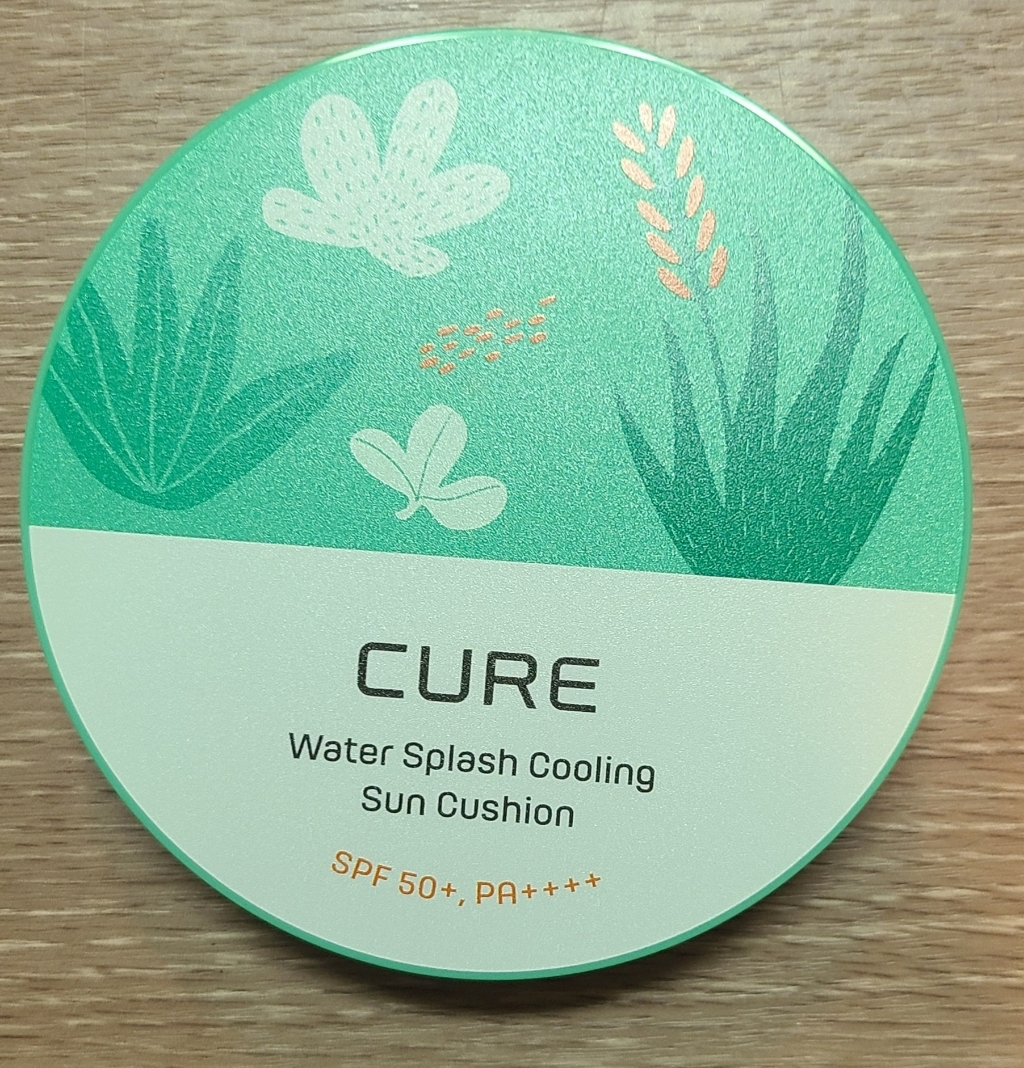 CURE
Water Splash Cooling
Sun Cushion
SPF 50+, PA++++